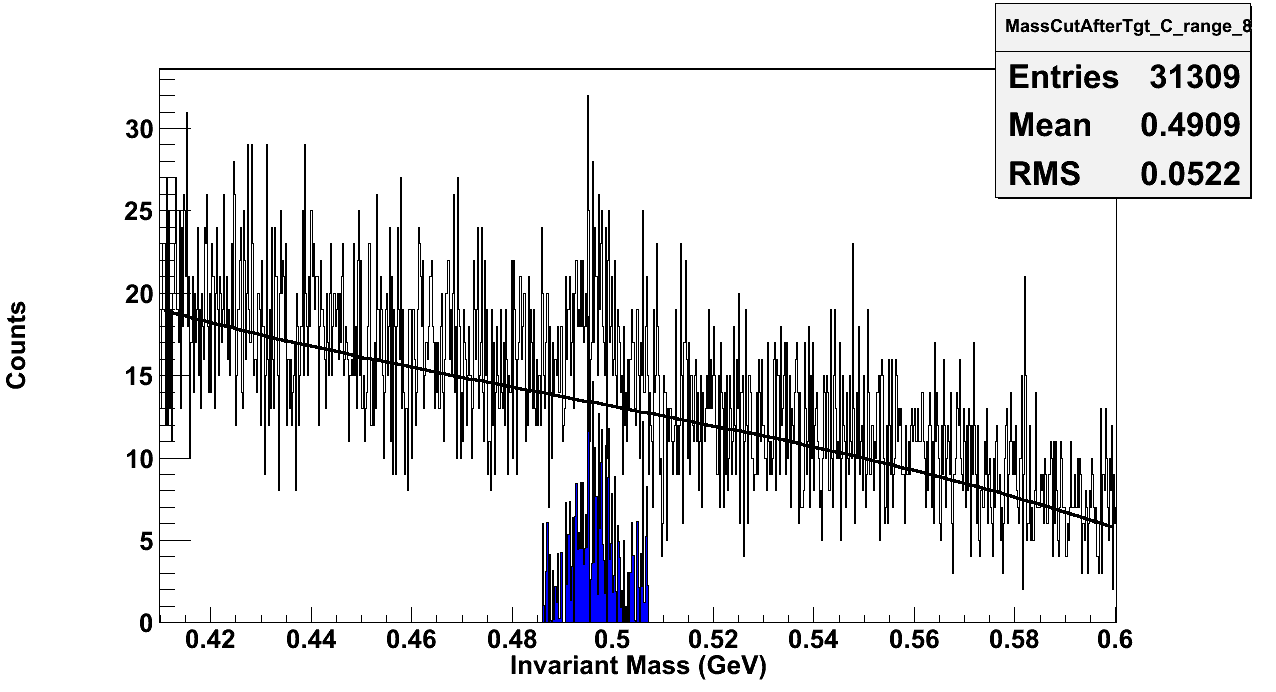 MassCutAfterTgt_C_range_8
Entries 31309
Mean 0.4909
RMS 0.0522
Counts
30
25
20
15
10
5
0
0.42 0.44 0.46 0.48 0.5 0.52 0.54 0.56 0.58 0.6
Invariant Mass (GeV)